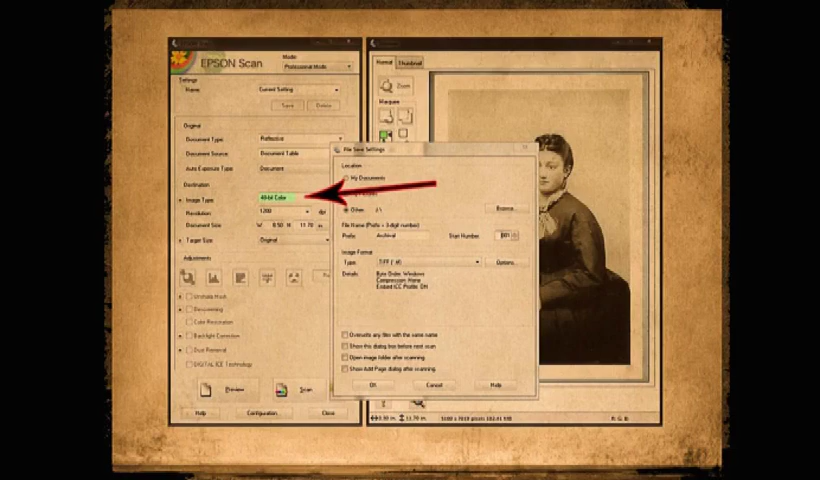 EPSON Scan
Mode:
Professional Mode
Settings
Name:
Current Setting
Save
Delete
Original
Document Type:
Reflective
Document Source:
Document Table
Auto Exposure Type:
Document
Destination
Image Type:
48-bit Color
Resolution:
1200
dpi
Document Size:
W 8.50 H 11.70 in.
Target Size:
Original
Adjustments
Unsharp Mask
Descreening
Color Restoration
Backlight Correction
Dust Removal
DIGITAL ICE Technology
Preview
Scan
Help
Configuration...
Close
Normal
Thumbnail
Zoom
Marquee
File Save Settings
Location
My Documents
Other:
Browse...
File Name (Prefix + 3-digit number)
Prefix:
Archival
Start Number:
001
Image Format
Type:
TIFF (*.tif)
Options...
Details:
Byte Order: Windows
Compression: None
Embed ICC Profile: ON
Overwrite any files with the same name
Show this dialog box before next scan
Open image folder after scanning
Show Add Page dialog after scanning
OK
Cancel
Help
R: G: B: